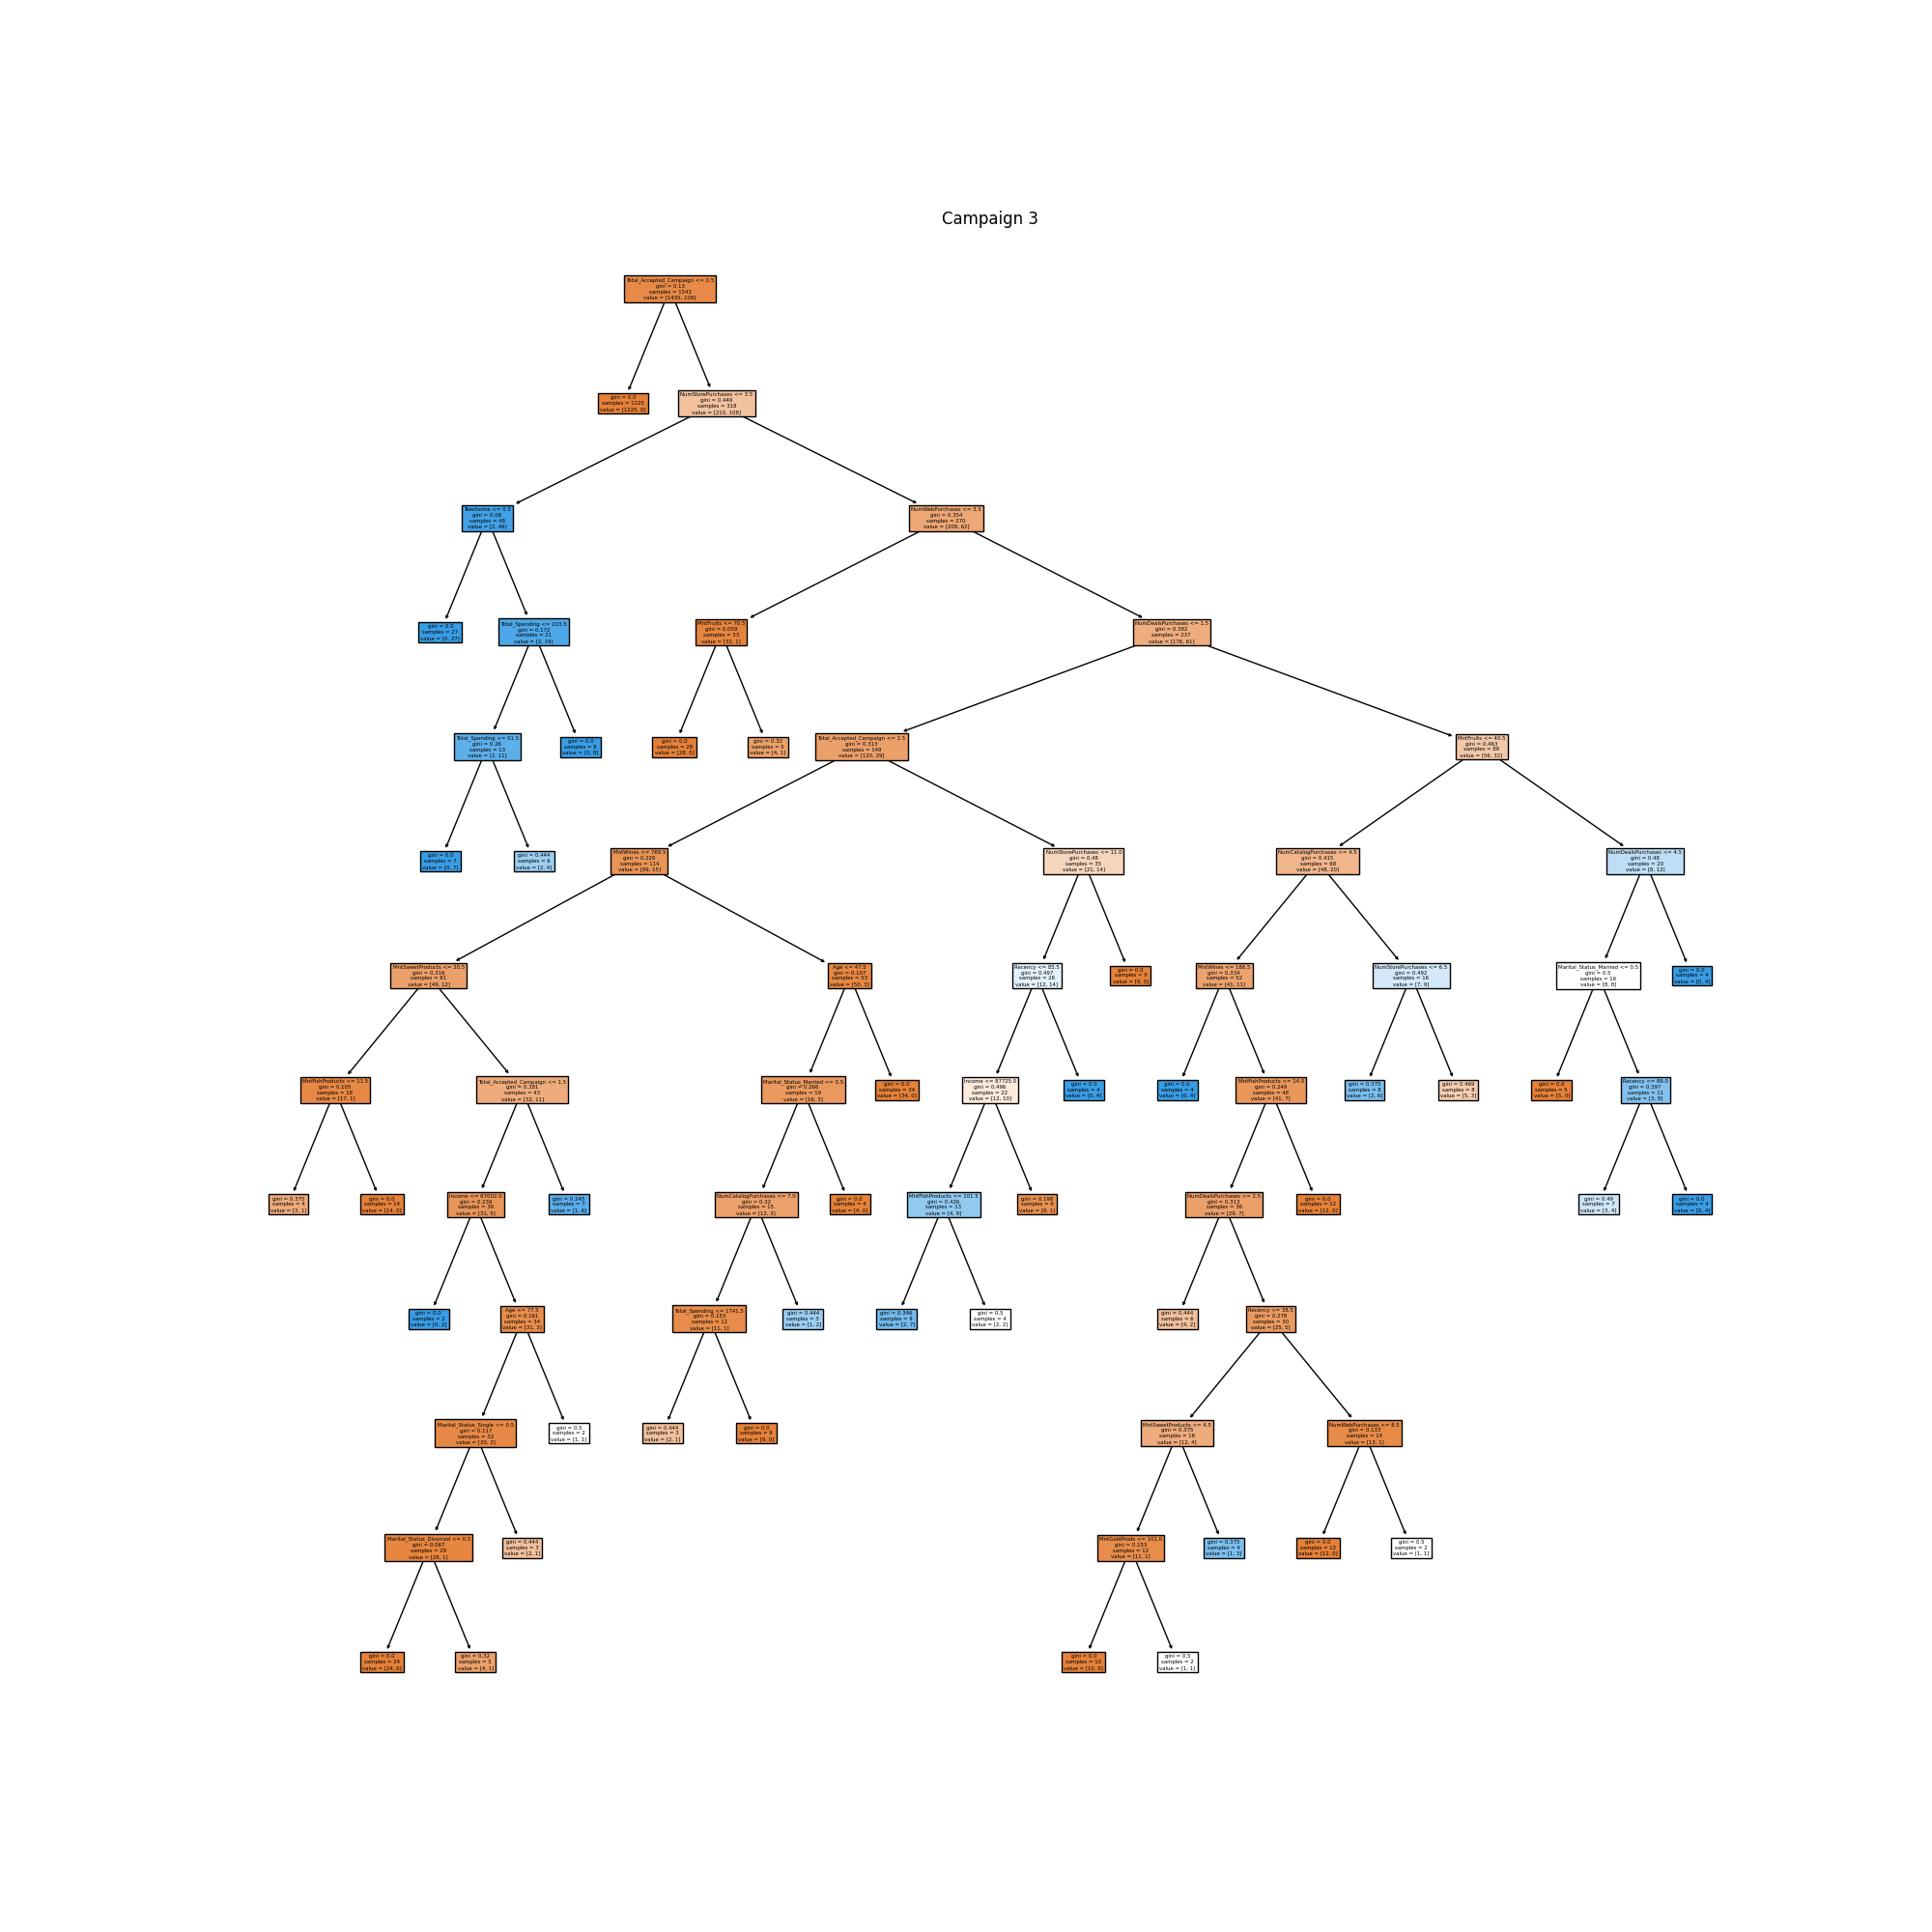 Campaign 3
Total_Accepted_Campaign <= 0.5
gini = 0.13
samples = 1543
value = [1435, 108]
gini = 0.0
samples = 1225
value = [1225, 0]
NumStorePurchases <= 3.5
gini = 0.449
samples = 318
value = [210, 108]
Teenhome <= 0.5
gini = 0.08
samples = 48
value = [2, 46]
NumWebPurchases <= 3.5
gini = 0.354
samples = 270
value = [208, 62]
gini = 0.0
samples = 27
value = [0, 27]
Total_Spending <= 203.5
gini = 0.172
samples = 21
value = [2, 19]
MntFruits <= 70.5
gini = 0.059
samples = 33
value = [32, 1]
NumDealsPurchases <= 1.5
gini = 0.382
samples = 237
value = [176, 61]
Total_Spending <= 51.5
gini = 0.26
samples = 13
value = [2, 11]
gini = 0.0
samples = 8
value = [0, 8]
gini = 0.0
samples = 28
value = [28, 0]
gini = 0.32
samples = 5
value = [4, 1]
Total_Accepted_Campaign <= 2.5
gini = 0.313
samples = 149
value = [120, 29]
MntFruits <= 40.5
gini = 0.463
samples = 88
value = [56, 32]
gini = 0.0
samples = 7
value = [0, 7]
gini = 0.444
samples = 6
value = [2, 4]
MntWines <= 769.5
gini = 0.229
samples = 114
value = [99, 15]
NumStorePurchases <= 11.0
gini = 0.48
samples = 35
value = [21, 14]
NumCatalogPurchases <= 4.5
gini = 0.415
samples = 68
value = [48, 20]
NumDealsPurchases <= 4.5
gini = 0.48
samples = 20
value = [8, 12]
MntSweetProducts <= 20.5
gini = 0.316
samples = 61
value = [49, 12]
Age <= 47.5
gini = 0.107
samples = 53
value = [50, 3]
Recency <= 85.5
gini = 0.497
samples = 26
value = [12, 14]
gini = 0.0
samples = 9
value = [9, 0]
MntWines <= 186.5
gini = 0.334
samples = 52
value = [41, 11]
NumStorePurchases <= 6.5
gini = 0.492
samples = 16
value = [7, 9]
Marital_Status_Married <= 0.5
gini = 0.5
samples = 16
value = [8, 8]
gini = 0.0
samples = 4
value = [0, 4]
MntFishProducts <= 11.5
gini = 0.105
samples = 18
value = [17, 1]
Total_Accepted_Campaign <= 1.5
gini = 0.381
samples = 43
value = [32, 11]
Marital_Status_Married <= 0.5
gini = 0.266
samples = 19
value = [16, 3]
gini = 0.0
samples = 34
value = [34, 0]
Income <= 87725.0
gini = 0.496
samples = 22
value = [12, 10]
gini = 0.0
samples = 4
value = [0, 4]
gini = 0.0
samples = 4
value = [0, 4]
MntFishProducts <= 14.0
gini = 0.249
samples = 48
value = [41, 7]
gini = 0.375
samples = 8
value = [2, 6]
gini = 0.469
samples = 8
value = [5, 3]
gini = 0.0
samples = 5
value = [5, 0]
Recency <= 89.0
gini = 0.397
samples = 11
value = [3, 8]
gini = 0.375
samples = 4
value = [3, 1]
gini = 0.0
samples = 14
value = [14, 0]
Income <= 67002.0
gini = 0.239
samples = 36
value = [31, 5]
gini = 0.245
samples = 7
value = [1, 6]
NumCatalogPurchases <= 7.0
gini = 0.32
samples = 15
value = [12, 3]
gini = 0.0
samples = 4
value = [4, 0]
MntFishProducts <= 101.5
gini = 0.426
samples = 13
value = [4, 9]
gini = 0.198
samples = 9
value = [8, 1]
NumDealsPurchases <= 2.5
gini = 0.313
samples = 36
value = [29, 7]
gini = 0.0
samples = 12
value = [12, 0]
gini = 0.49
samples = 7
value = [3, 4]
gini = 0.0
samples = 4
value = [0, 4]
gini = 0.0
samples = 2
value = [0, 2]
Age <= 77.5
gini = 0.161
samples = 34
value = [31, 3]
Total_Spending <= 1741.5
gini = 0.153
samples = 12
value = [11, 1]
gini = 0.444
samples = 3
value = [1, 2]
gini = 0.346
samples = 9
value = [2, 7]
gini = 0.5
samples = 4
value = [2, 2]
gini = 0.444
samples = 6
value = [4, 2]
Recency <= 38.5
gini = 0.278
samples = 30
value = [25, 5]
Marital_Status_Single <= 0.5
gini = 0.117
samples = 32
value = [30, 2]
gini = 0.5
samples = 2
value = [1, 1]
gini = 0.444
samples = 3
value = [2, 1]
gini = 0.0
samples = 9
value = [9, 0]
MntSweetProducts <= 4.5
gini = 0.375
samples = 16
value = [12, 4]
NumWebPurchases <= 8.5
gini = 0.133
samples = 14
value = [13, 1]
Marital_Status_Divorced <= 0.5
gini = 0.067
samples = 29
value = [28, 1]
gini = 0.444
samples = 3
value = [2, 1]
MntGoldProds <= 101.0
gini = 0.153
samples = 12
value = [11, 1]
gini = 0.375
samples = 4
value = [1, 3]
gini = 0.0
samples = 12
value = [12, 0]
gini = 0.5
samples = 2
value = [1, 1]
gini = 0.0
samples = 24
value = [24, 0]
gini = 0.32
samples = 5
value = [4, 1]
gini = 0.0
samples = 10
value = [10, 0]
gini = 0.5
samples = 2
value = [1, 1]